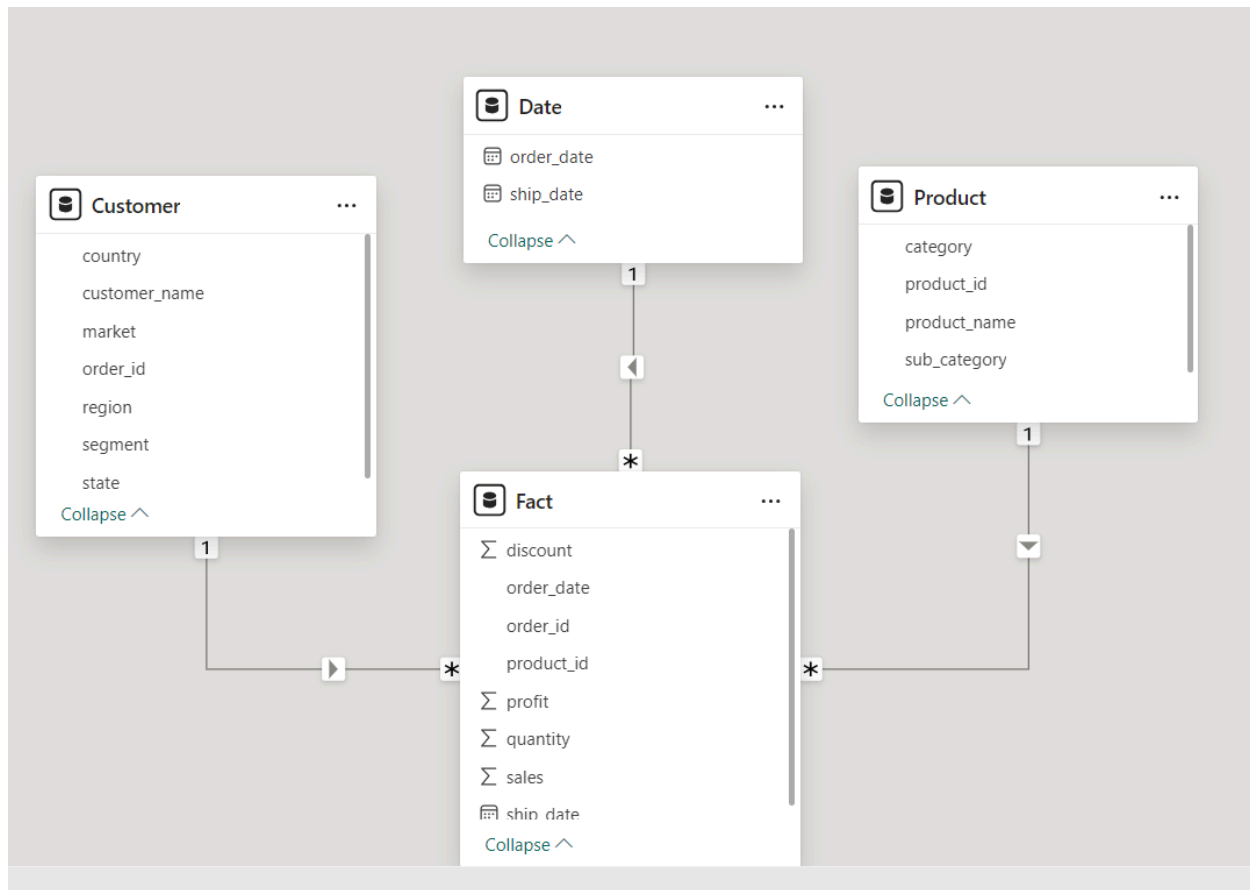 Date
order_date
ship_date
Collapse
1
*
Customer
country
customer_name
market
order_id
region
segment
state
Collapse
1
*
Product
category
product_id
product_name
sub_category
Collapse
1
*
Fact
discount
order_date
order_id
product_id
profit
quantity
sales
ship_date
Collapse